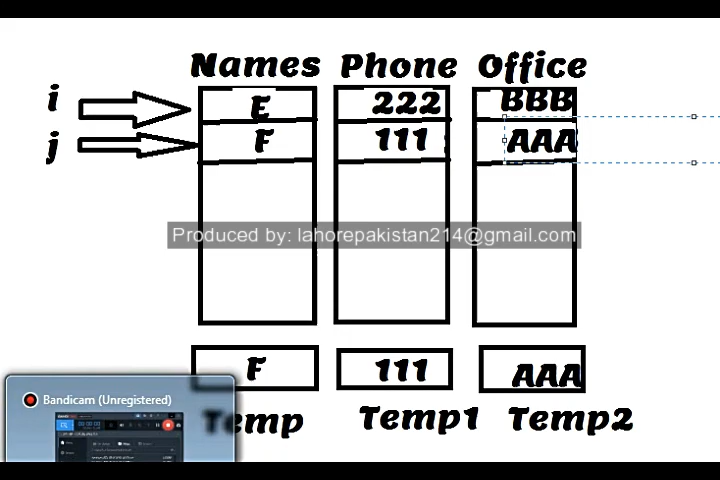 Names Phone Office
i E 222 BBB
j F 111 AAA
Produced by: lahorepakistan214@gmail.com
F 111 AAA
Bandicam (Unregistered)
Temp Temp1 Temp2